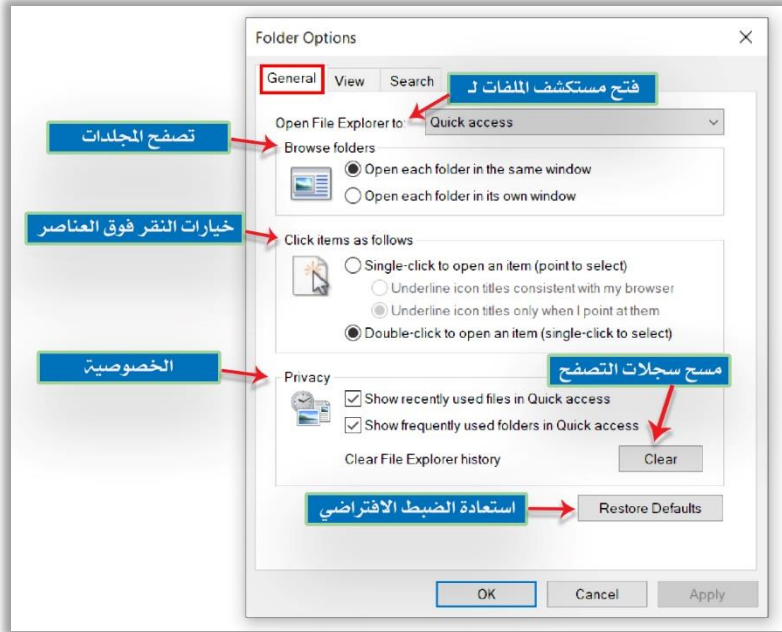 Folder Options
General
View
Search
فتح مستكشف الملفات لـ
Open File Explorer to:
Quick access
تصفح المجلدات
Browse folders
Open each folder in the same window
Open each folder in its own window
خيارات النقر فوق العناصر
Click items as follows
Single-click to open an item (point to select)
Underline icon titles consistent with my browser
Underline icon titles only when I point at them
Double-click to open an item (single-click to select)
الخصوصية
مسح سجلات التصفح
Privacy
Show recently used files in Quick access
Show frequently used folders in Quick access
Clear File Explorer history
Clear
استعادة الضبط الافتراضي
Restore Defaults
OK
Cancel
Apply